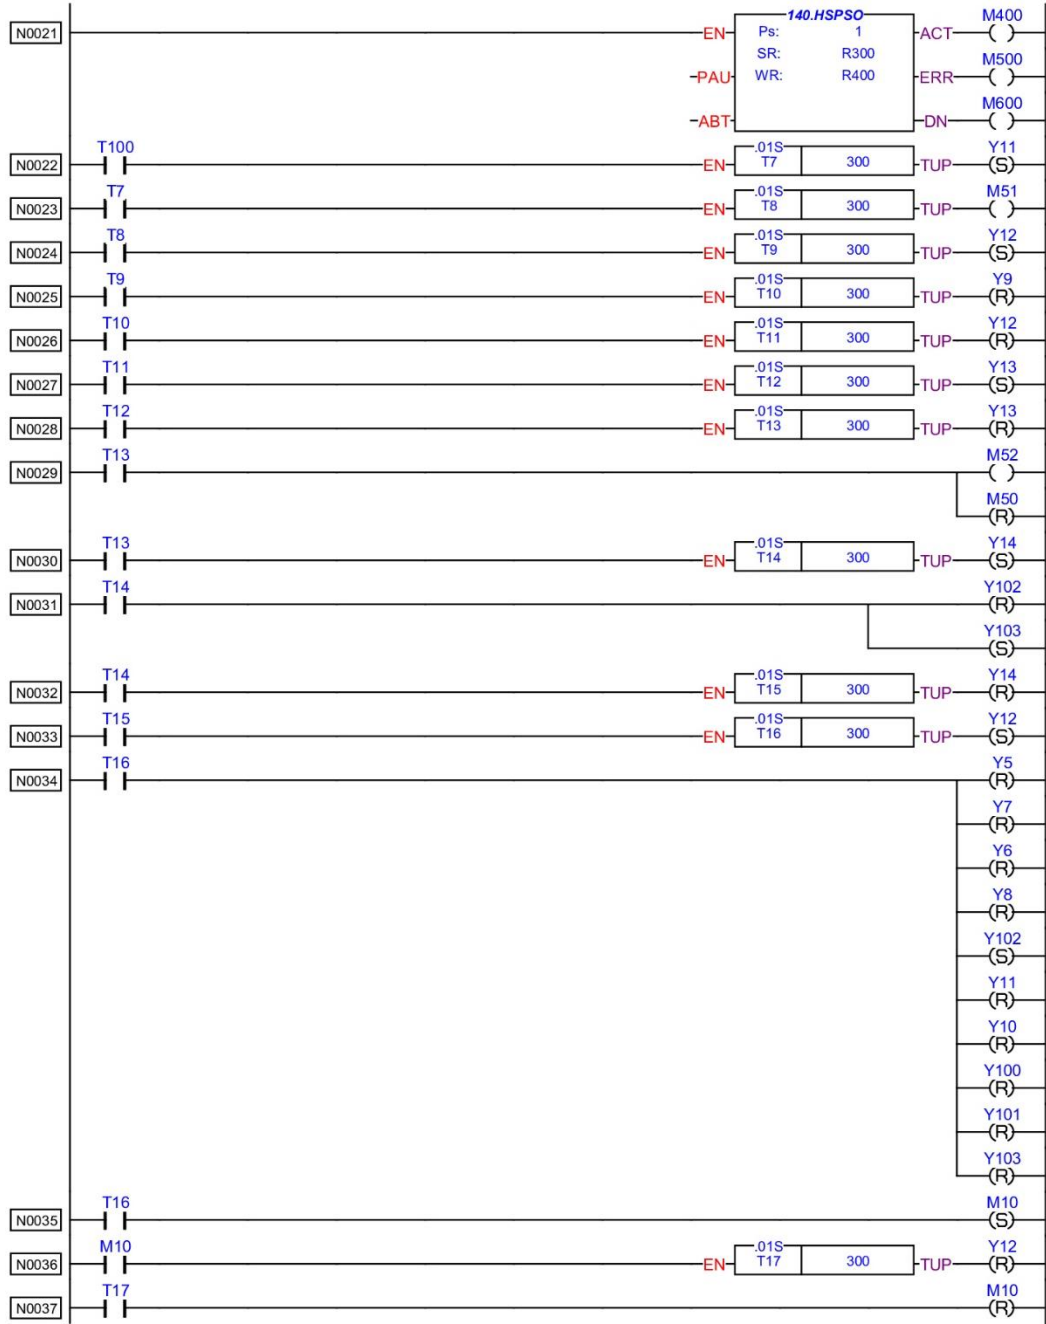 140.HSPSO M400
N0021 EN Ps: 1 ACT ( )
SR: R300 M500
PAU WR: R400 ERR ( )
M600
ABT DN ( )
T100 .01S Y11
N0022 EN T7 300 TUP (S)
T7 .01S M51
N0023 EN T8 300 TUP ( )
T8 .01S Y12
N0024 EN T9 300 TUP (S)
T9 .01S Y9
N0025 EN T10 300 TUP (R)
T10 .01S Y12
N0026 EN T11 300 TUP (R)
T11 .01S Y13
N0027 EN T12 300 TUP (S)
T12 .01S Y13
N0028 EN T13 300 TUP (R)
T13 M52
N0029 ( )
M50
(R)
T13 .01S Y14
N0030 EN T14 300 TUP (S)
T14 Y102
N0031 (R)
Y103
(S)
T14 .01S Y14
N0032 EN T15 300 TUP (R)
T15 .01S Y12
N0033 EN T16 300 TUP (S)
T16 Y5
N0034 (R)
Y7
(R)
Y6
(R)
Y8
(R)
Y102
(S)
Y11
(R)
Y10
(R)
Y100
(R)
Y101
(R)
Y103
(R)
T16 M10
N0035 (S)
M10 .01S Y12
N0036 EN T17 300 TUP (R)
T17 M10
N0037 (R)